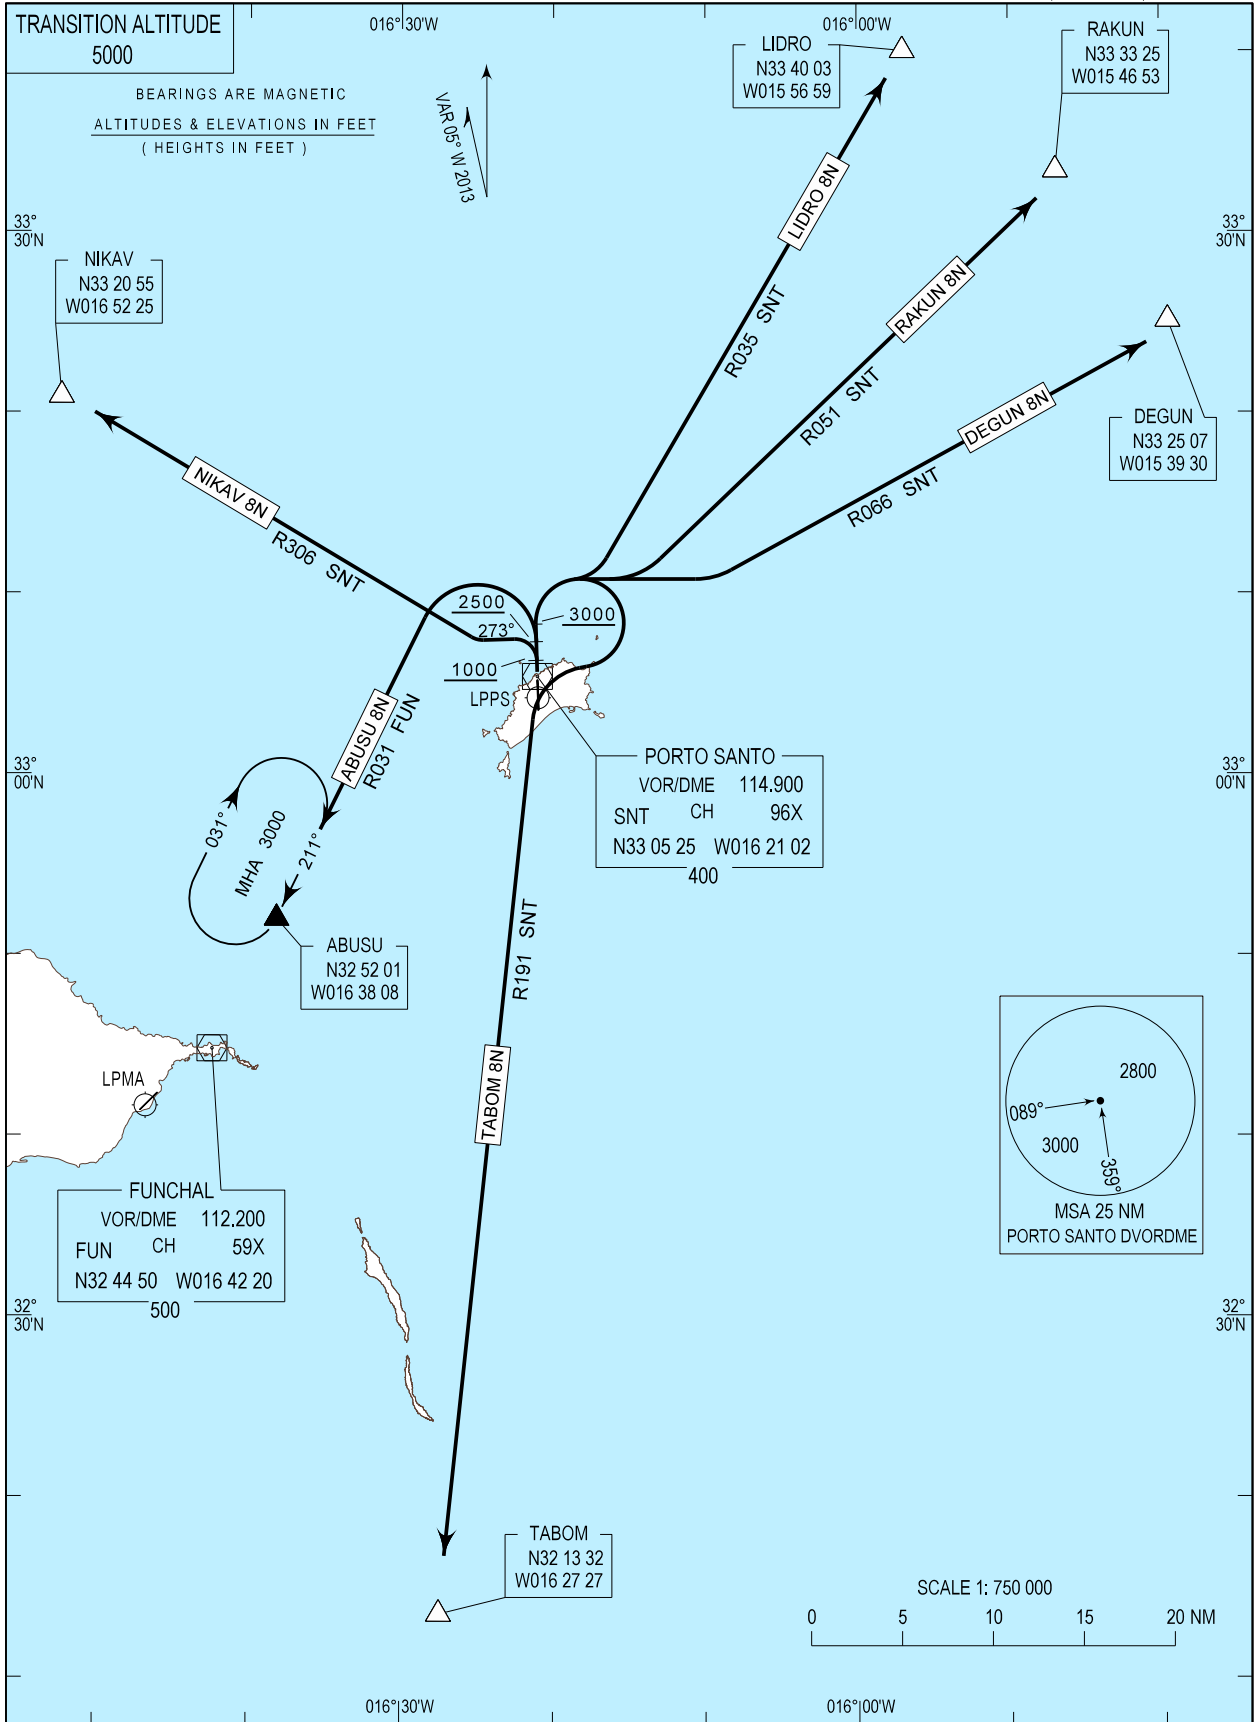 TRANSITION ALTITUDE
5000
BEARINGS ARE MAGNETIC
ALTITUDES & ELEVATIONS IN FEET
( HEIGHTS IN FEET )
016°30'W
016°00'W
VAR 05° W 2013
LIDRO
N33 40 03
W015 56 59
RAKUN
N33 33 25
W015 46 53
33°
30'N
33°
30'N
NIKAV
N33 20 55
W016 52 25
DEGUN
N33 25 07
W015 39 30
LIDRO 8N
R035 SNT
RAKUN 8N
R051 SNT
DEGUN 8N
R066 SNT
NIKAV 8N
R306 SNT
2500
273°
3000
1000
LPPS
ABUSU 8N
R031 FUN
PORTO SANTO
VOR/DME 114.900
SNT CH 96X
N33 05 25 W016 21 02
400
33°
00'N
33°
00'N
031°
MHA 3000
211°
ABUSU
N32 52 01
W016 38 08
R191 SNT
TABOM 8N
LPMA
FUNCHAL
VOR/DME 112.200
FUN CH 59X
N32 44 50 W016 42 20
500
2800
089°
3000
359°
MSA 25 NM
PORTO SANTO DVORDME
32°
30'N
32°
30'N
TABOM
N32 13 32
W016 27 27
SCALE 1: 750 000
0 5 10 15 20 NM
016°30'W
016°00'W